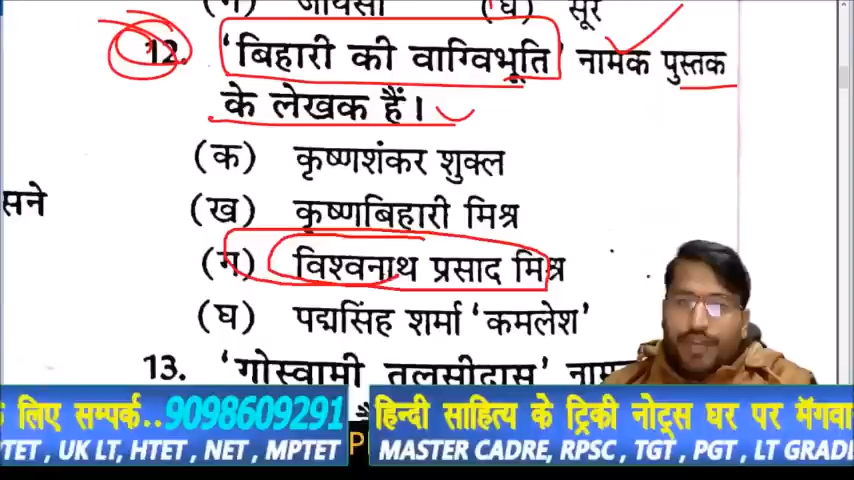 (ग) जायसी (घ) सूर
12. 'बिहारी की वाग्विभूति' नामक पुस्तक
के लेखक हैं।
(क) कृष्णशंकर शुक्ल
सने
(ख) कृष्णबिहारी मिश्र
(ग) विश्वनाथ प्रसाद मिश्र
(घ) पद्मसिंह शर्मा 'कमलेश'
13. 'गोस्वामी तुलसीदास'
के लिए सम्पर्क..9098609291 हिन्दी साहित्य के ट्रिकी नोट्स घर पर मॅगवा
TET, UK LT, HTET, NET, MPTET MASTER CADRE, RPSC, TGT, PGT, LT GRADE